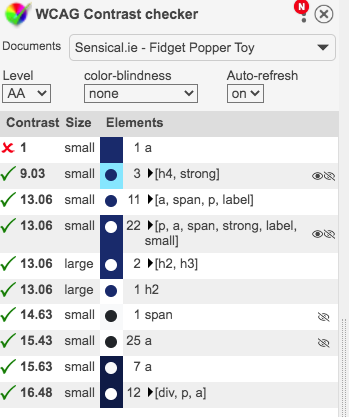 WCAG Contrast checker
N
Documents Sensical.ie - Fidget Popper Toy
Level color-blindness Auto-refresh
AA none on
Contrast Size Elements
1 small 1 a
9.03 small 3 [h4, strong]
13.06 small 11 [a, span, p, label]
13.06 small 22 [p, a, span, strong, label,
small]
13.06 large 2 [h2, h3]
13.06 large 1 h2
14.63 small 1 span
15.43 small 25 a
15.63 small 7 a
16.48 small 12 [div, p, a]